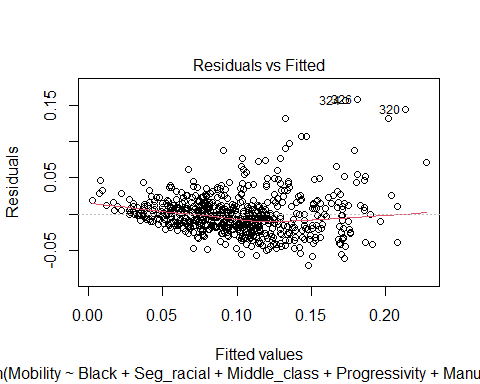 Residuals vs Fitted
Residuals
0.15
0.05
-0.05
326
320
0.00
0.05
0.10
0.15
0.20
Fitted values
n(Mobility ~ Black + Seg_racial + Middle_class + Progressivity + Manu